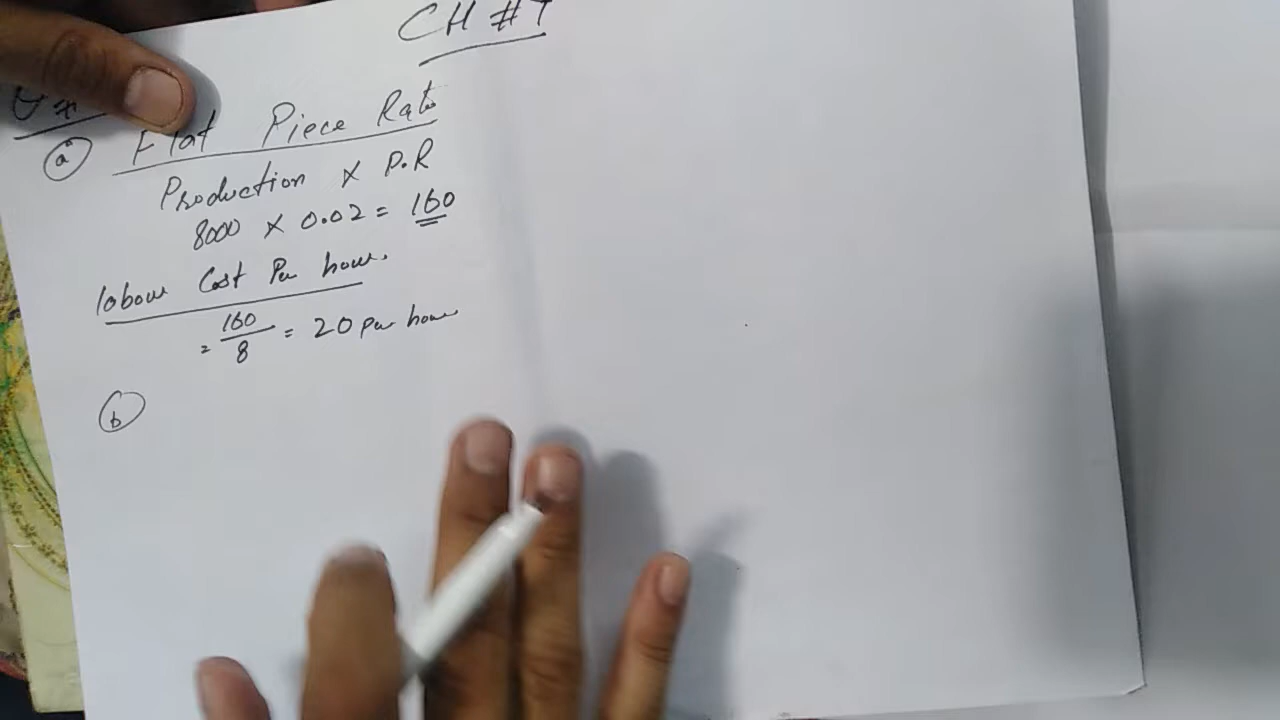 CH #7
(a) Flat Piece Rate
Production × P.R
8000 × 0.02 = 160
labour Cost Per hour.
= 160/8 = 20 per hour
(b)